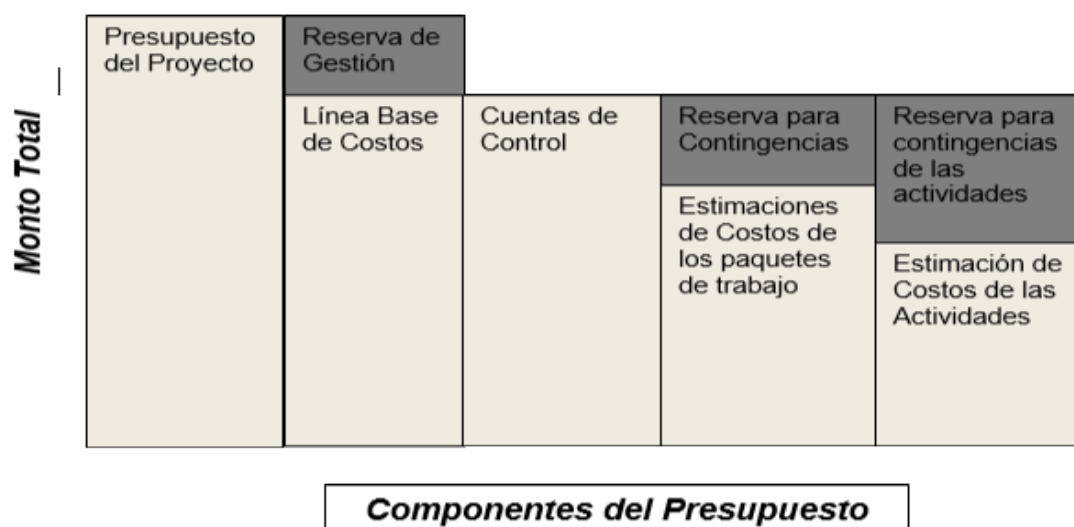 Presupuesto
del Proyecto
Reserva de
Gestión
Línea Base
de Costos
Cuentas de
Control
Reserva para
Contingencias
Estimaciones
de Costos de
los paquetes
de trabajo
Reserva para
contingencias
de las
actividades
Estimación de
Costos de las
Actividades
Monto Total
Componentes del Presupuesto